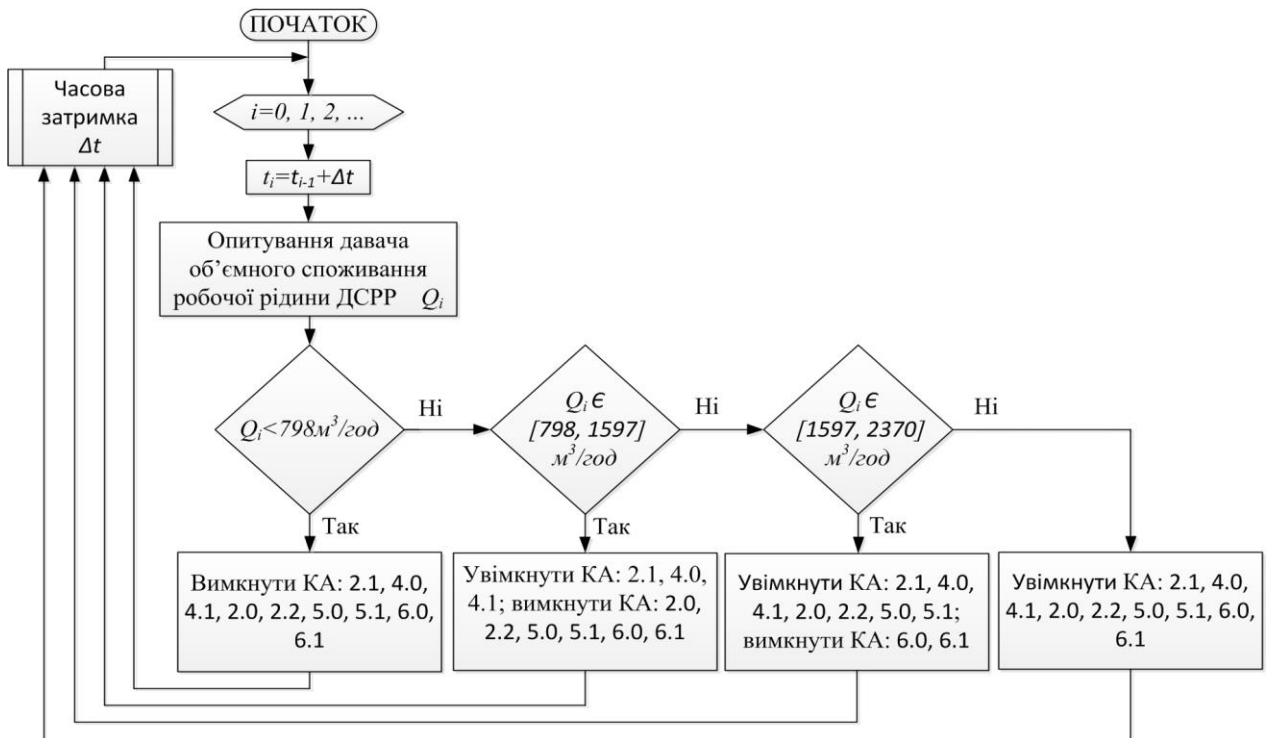 ПОЧАТОК
Часова
затримка
Δt
i=0, 1, 2, ...
tᵢ=tᵢ₋₁+Δt
Опитування давача
об’ємного споживання
робочої рідини ДСРР Qᵢ
Qᵢ<798м³/год
Ні
Qᵢ Є
[798, 1597]
м³/год
Ні
Qᵢ Є
[1597, 2370]
м³/год
Ні
Так
Так
Так
Вимкнути КА: 2.1, 4.0,
4.1, 2.0, 2.2, 5.0, 5.1, 6.0,
6.1
Увімкнути КА: 2.1, 4.0,
4.1; вимкнути КА: 2.0,
2.2, 5.0, 5.1, 6.0, 6.1
Увімкнути КА: 2.1, 4.0,
4.1, 2.0, 2.2, 5.0, 5.1;
вимкнути КА: 6.0, 6.1
Увімкнути КА: 2.1, 4.0,
4.1, 2.0, 2.2, 5.0, 5.1, 6.0,
6.1